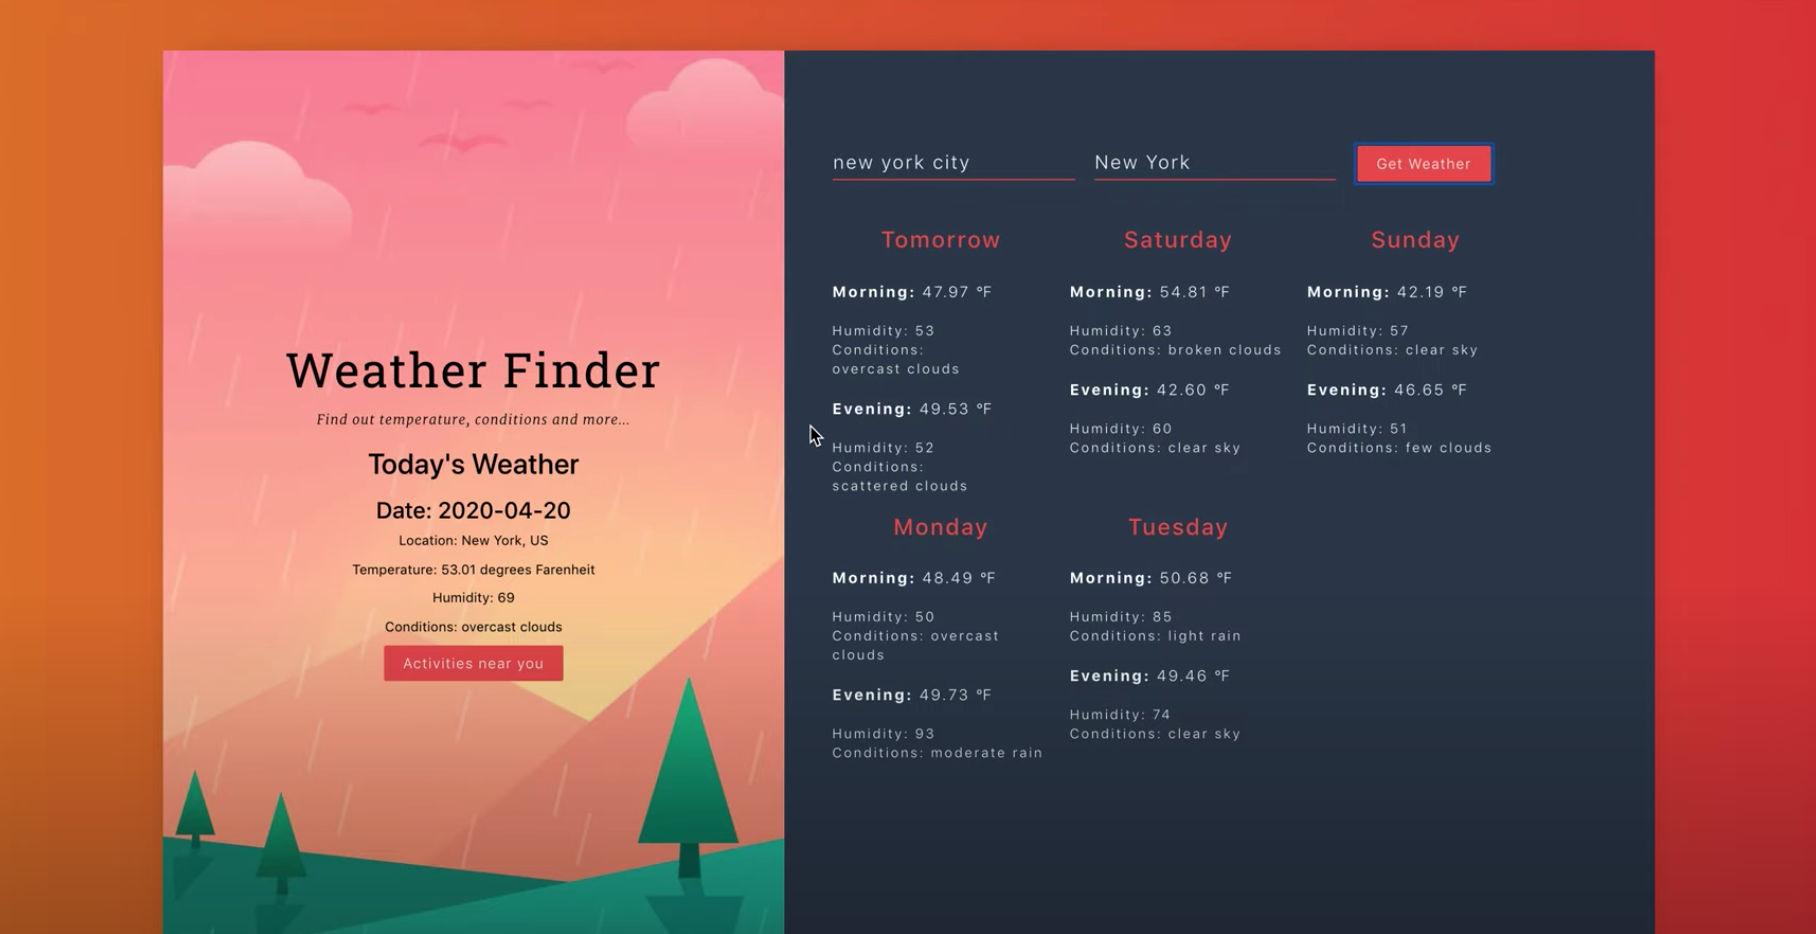 Weather Finder
Find out temperature, conditions and more...
Today's Weather
Date: 2020-04-20
Location: New York, US
Temperature: 53.01 degrees Farenheit
Humidity: 69
Conditions: overcast clouds
Activities near you
new york city
New York
Get Weather
Tomorrow
Morning: 47.97 °F
Humidity: 53
Conditions:
overcast clouds
Evening: 49.53 °F
Humidity: 52
Conditions:
scattered clouds
Saturday
Morning: 54.81 °F
Humidity: 63
Conditions: broken clouds
Evening: 42.60 °F
Humidity: 60
Conditions: clear sky
Sunday
Morning: 42.19 °F
Humidity: 57
Conditions: clear sky
Evening: 46.65 °F
Humidity: 51
Conditions: few clouds
Monday
Morning: 48.49 °F
Humidity: 50
Conditions: overcast
clouds
Evening: 49.73 °F
Humidity: 93
Conditions: moderate rain
Tuesday
Morning: 50.68 °F
Humidity: 85
Conditions: light rain
Evening: 49.46 °F
Humidity: 74
Conditions: clear sky